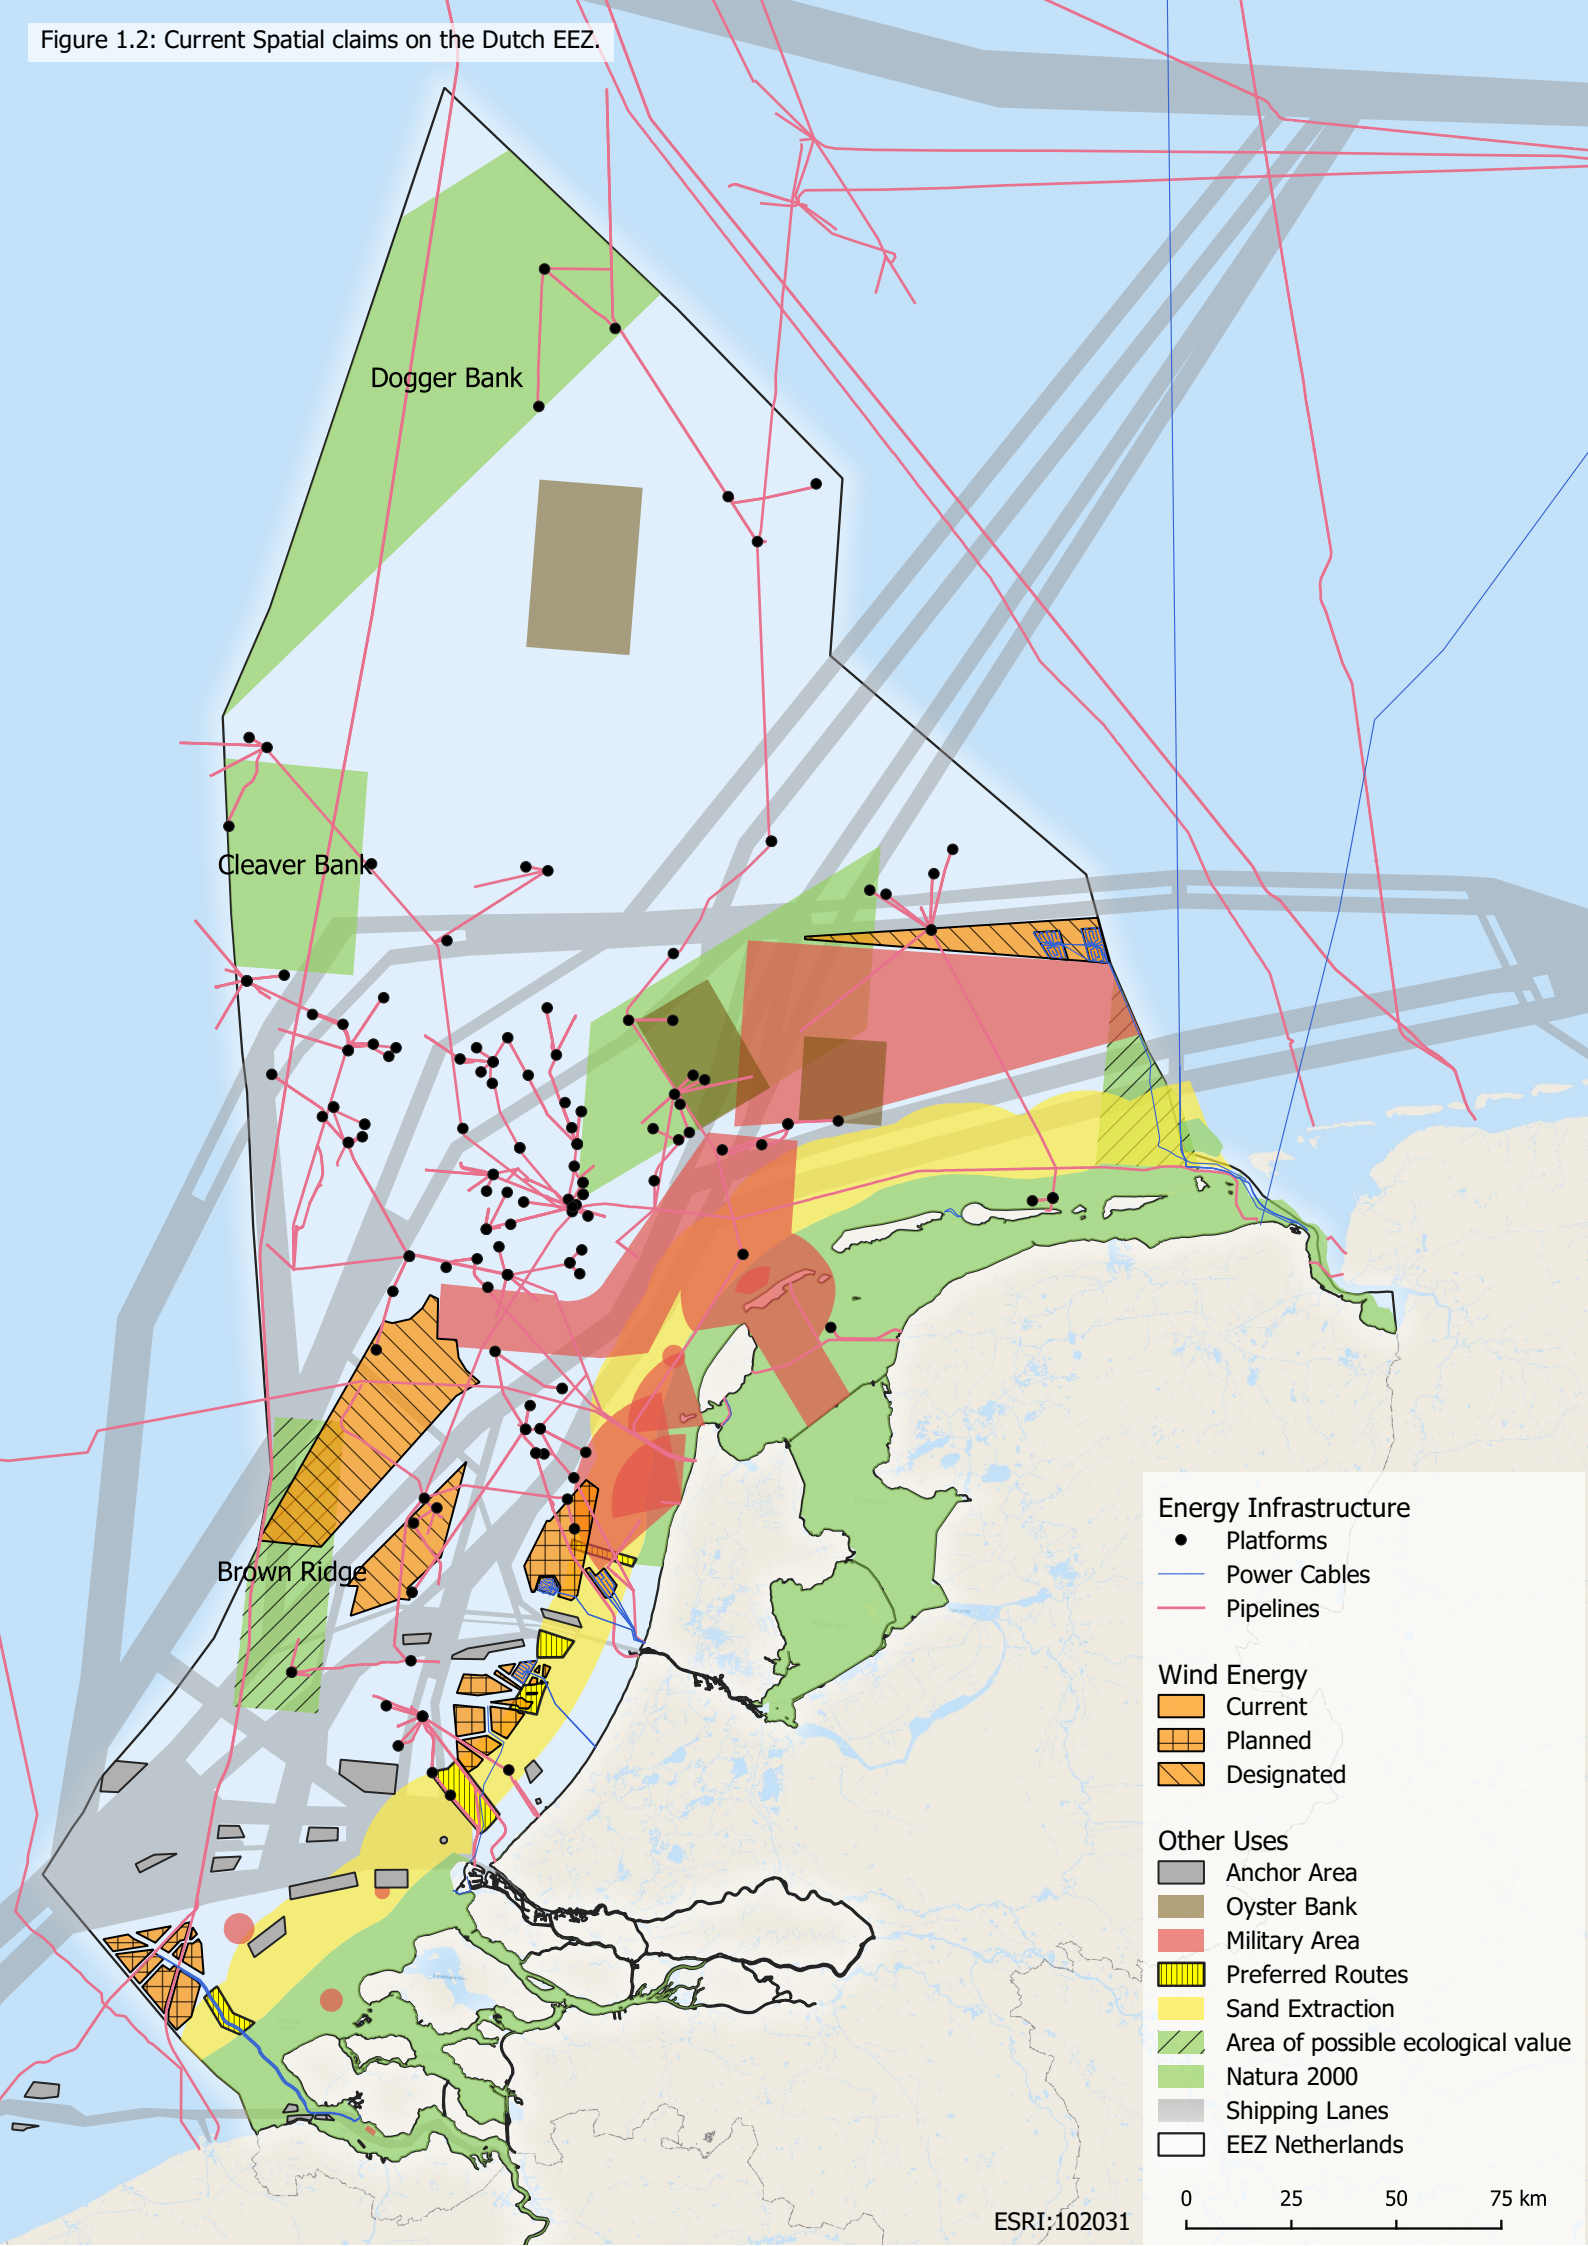 Figure 1.2: Current Spatial claims on the Dutch EEZ.
Dogger Bank
Cleaver Bank
Brown Ridge
Energy Infrastructure
Platforms
Power Cables
Pipelines
Wind Energy
Current
Planned
Designated
Other Uses
Anchor Area
Oyster Bank
Military Area
Preferred Routes
Sand Extraction
Area of possible ecological value
Natura 2000
Shipping Lanes
EEZ Netherlands
0 25 50 75 km
ESRI:102031